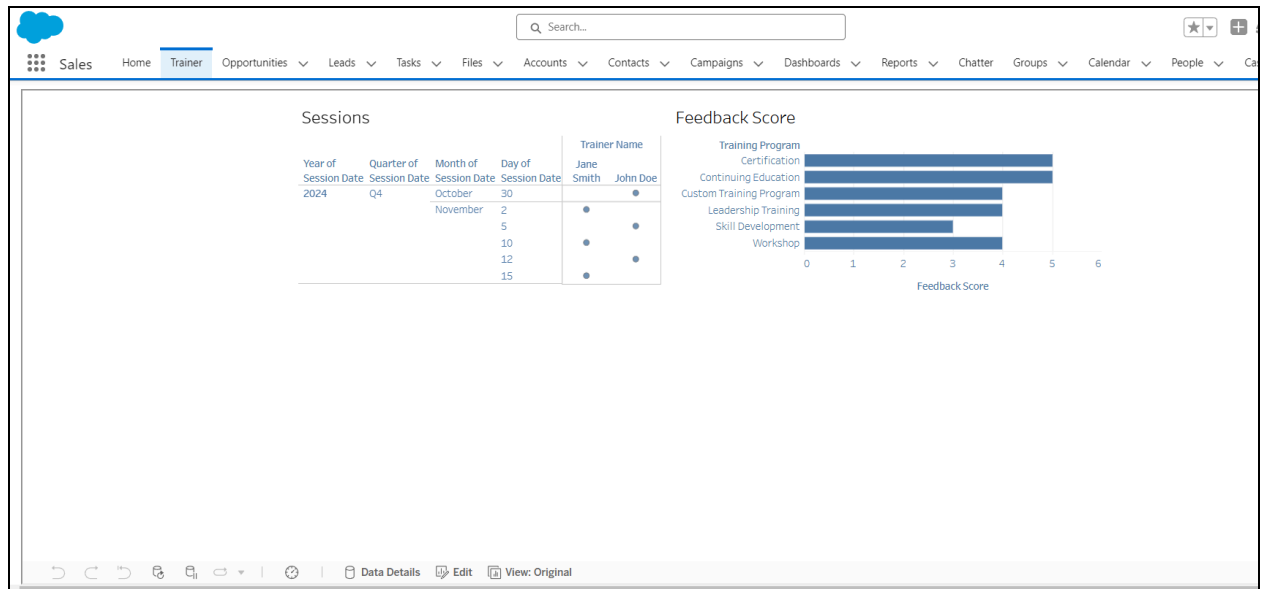 Search...
Sales Home Trainer Opportunities Leads Tasks Files Accounts Contacts Campaigns Dashboards Reports Chatter Groups Calendar People
Sessions
Trainer Name
Year of Quarter of Month of Day of Jane
Session Date Session Date Session Date Session Date Smith John Doe
2024 Q4 October 30
November 2
5
10
12
15
Feedback Score
Training Program
Certification
Continuing Education
Custom Training Program
Leadership Training
Skill Development
Workshop
0 1 2 3 4 5 6
Feedback Score
Data Details Edit View: Original